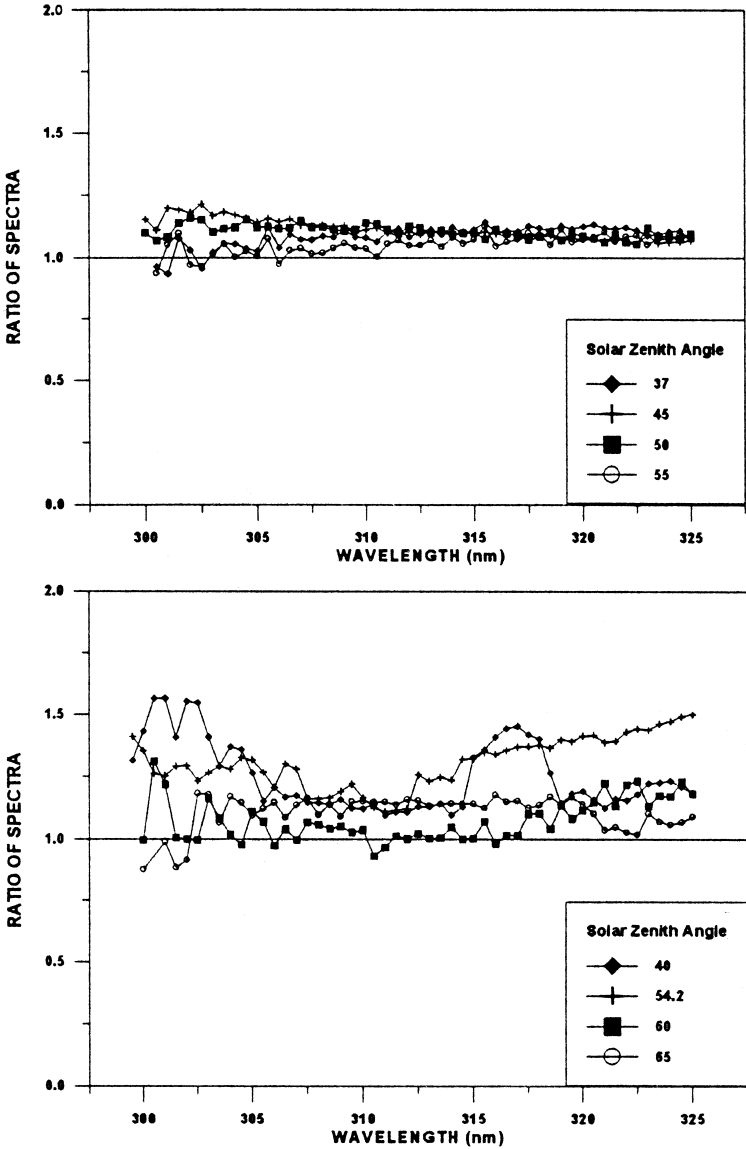 2.0
1.5
1.0
0.5
0.0
RATIO OF SPECTRA
Solar Zenith Angle
37
45
50
55
300 305 310 315 320 325
WAVELENGTH (nm)
2.0
1.5
1.0
0.5
0.0
RATIO OF SPECTRA
Solar Zenith Angle
40
54.2
60
65
300 305 310 315 320 325
WAVELENGTH (nm)